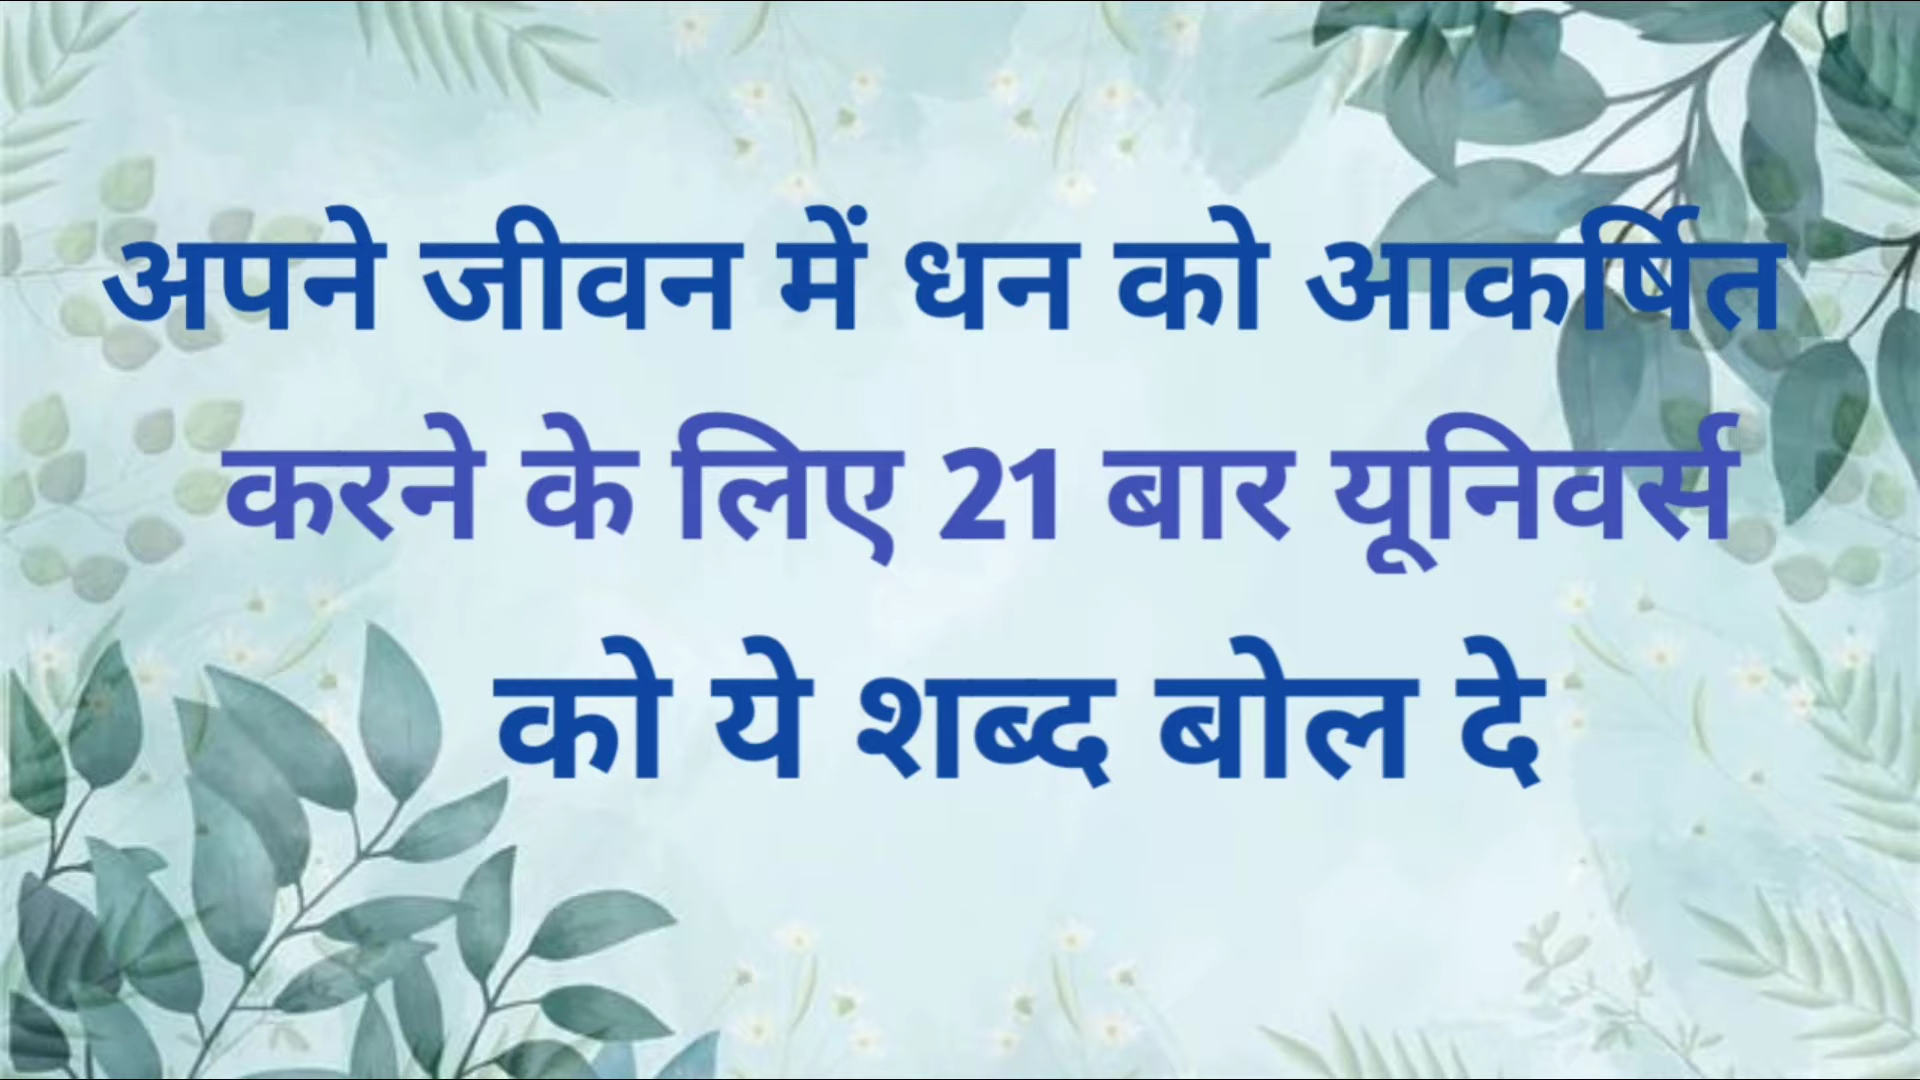 अपने जीवन में धन को आकर्षित
करने के लिए 21 बार यूनिवर्स
को ये शब्द बोल दे